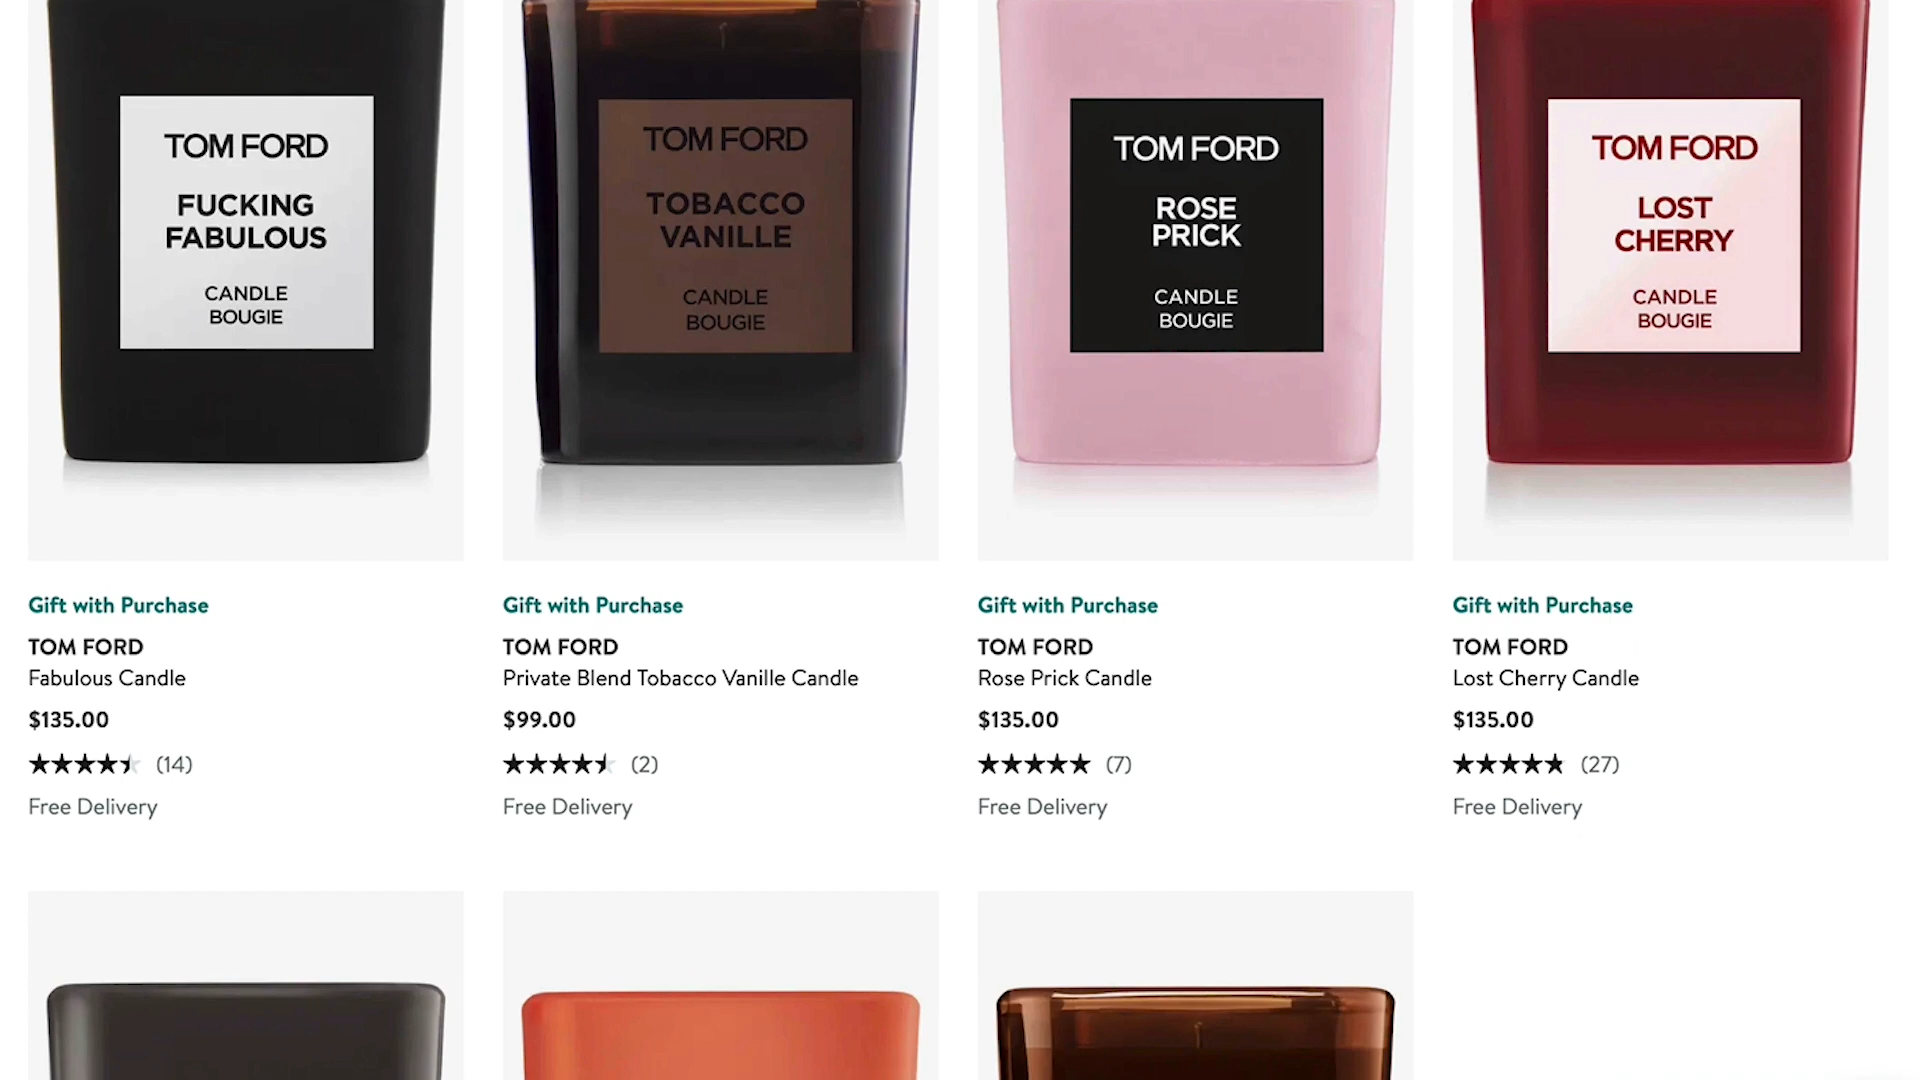 TOM FORD
FUCKING
FABULOUS
CANDLE
BOUGIE
TOM FORD
TOBACCO
VANILLE
CANDLE
BOUGIE
TOM FORD
ROSE
PRICK
CANDLE
BOUGIE
TOM FORD
LOST
CHERRY
CANDLE
BOUGIE
Gift with Purchase
TOM FORD
Fabulous Candle
$135.00
(14)
Free Delivery
Gift with Purchase
TOM FORD
Private Blend Tobacco Vanille Candle
$99.00
(2)
Free Delivery
Gift with Purchase
TOM FORD
Rose Prick Candle
$135.00
(7)
Free Delivery
Gift with Purchase
TOM FORD
Lost Cherry Candle
$135.00
(27)
Free Delivery